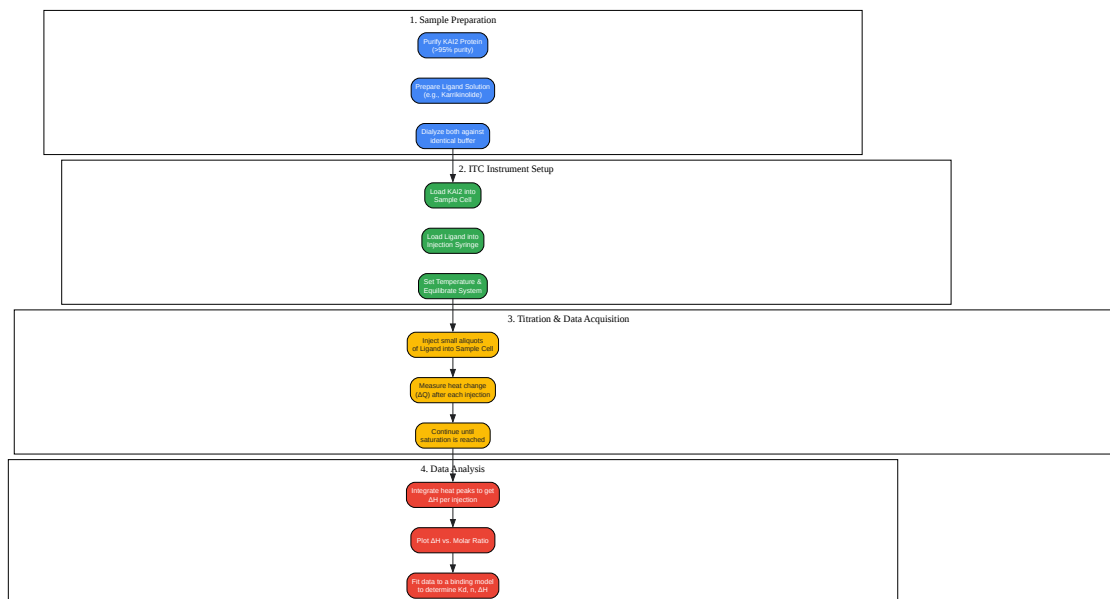 1. Sample Preparation
Purify KAI2 Protein
(>95% purity)
Prepare Ligand Solution
(e.g., Karrikinolide)
Dialyze both against
identical buffer
2. ITC Instrument Setup
Load KAI2 into
Sample Cell
Load Ligand into
Injection Syringe
Set Temperature &
Equilibrate System
3. Titration & Data Acquisition
Inject small aliquots
of Ligand into Sample Cell
Measure heat change
(ΔQ) after each injection
Continue until
saturation is reached
4. Data Analysis
Integrate heat peaks to get
ΔH per injection
Plot ΔH vs. Molar Ratio
Fit data to a binding model
to determine Kd, n, ΔH